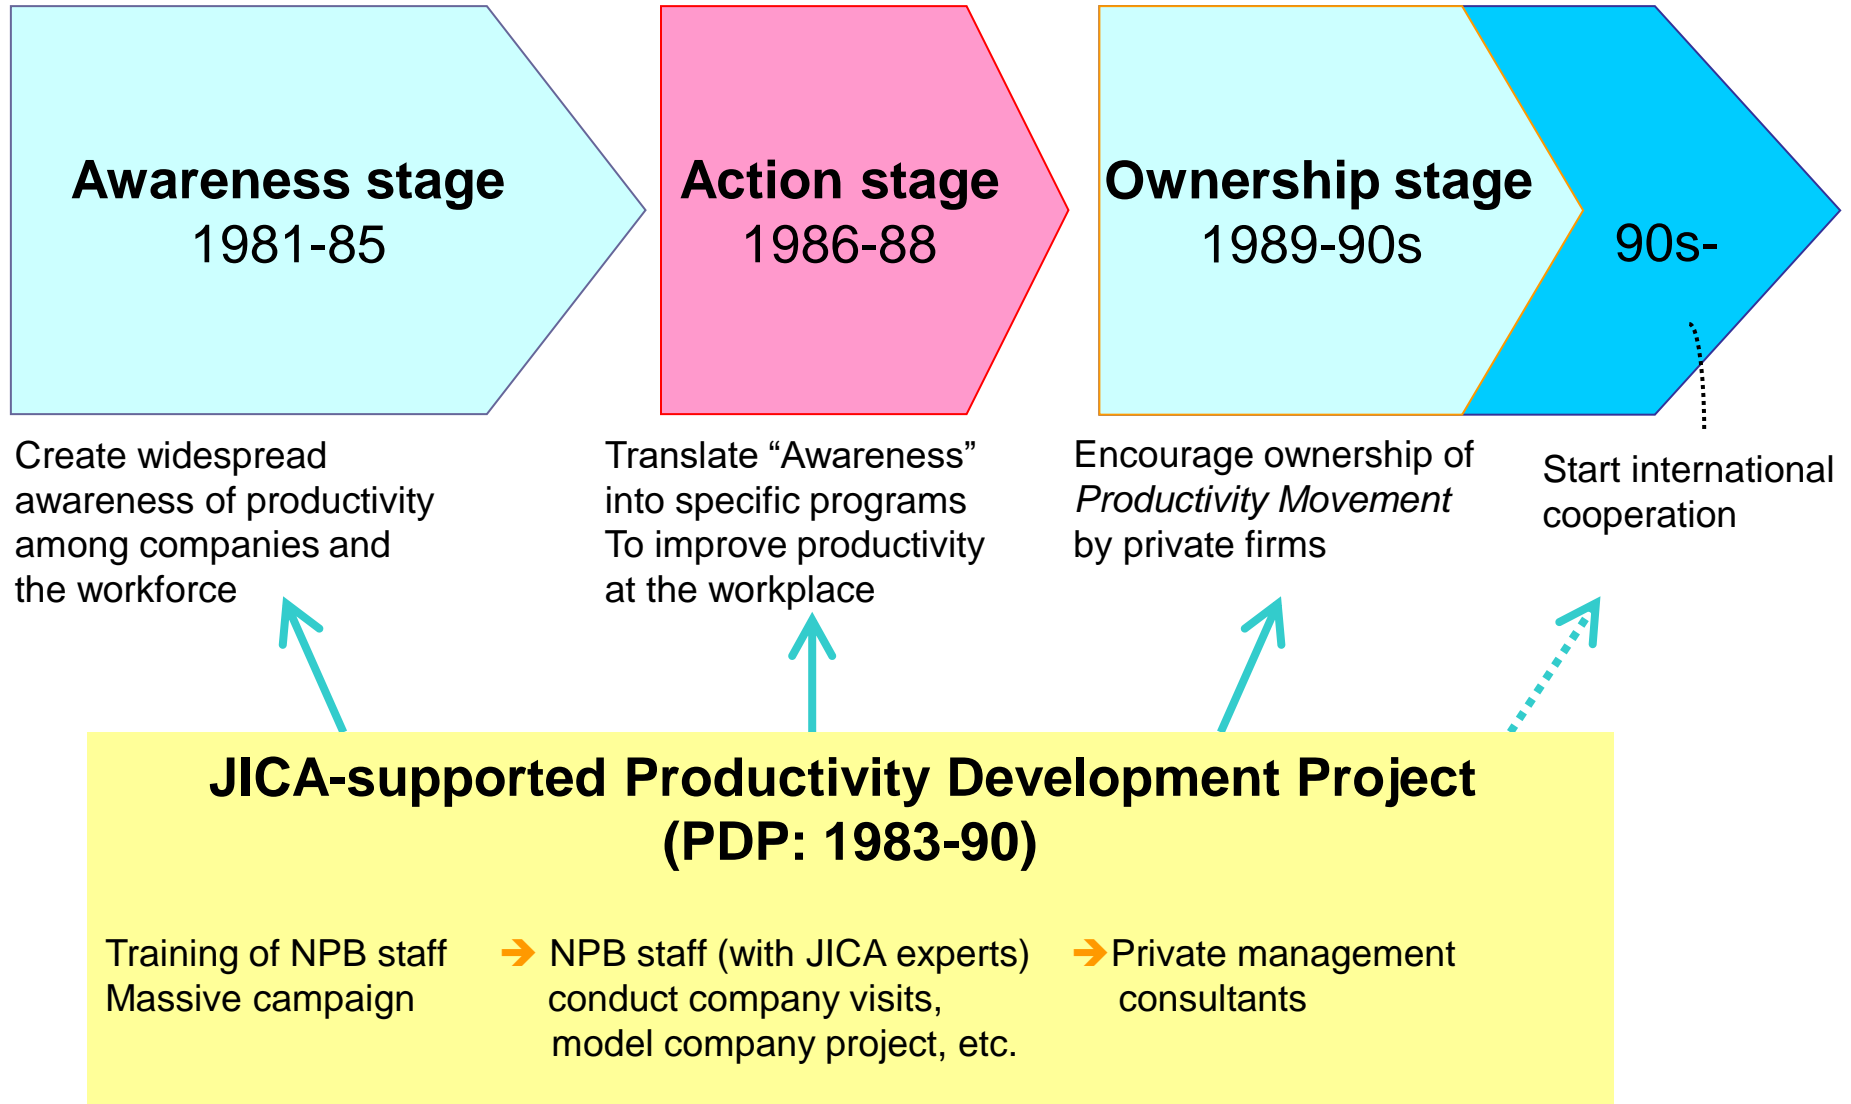 Awareness stage
1981-85
Action stage
1986-88
Ownership stage
1989-90s
90s-
Create widespread
awareness of productivity
among companies and
the workforce
Translate “Awareness”
into specific programs
To improve productivity
at the workplace
Encourage ownership of
Productivity Movement
by private firms
Start international
cooperation
JICA-supported Productivity Development Project
(PDP: 1983-90)
Training of NPB staff
Massive campaign
➔ NPB staff (with JICA experts)
conduct company visits,
model company project, etc.
➔ Private management
consultants